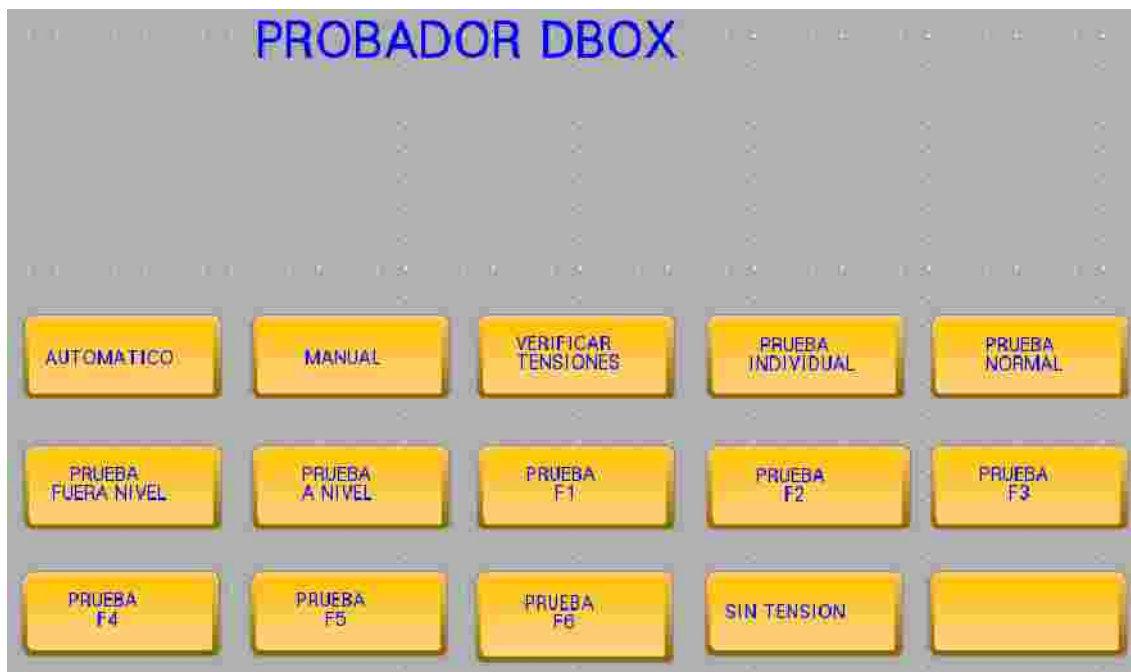 PROBADOR DBOX
AUTOMATICO
MANUAL
VERIFICAR
TENSIONES
PRUEBA
INDIVIDUAL
PRUEBA
NORMAL
PRUEBA
FUERA NIVEL
PRUEBA
A NIVEL
PRUEBA
F1
PRUEBA
F2
PRUEBA
F3
PRUEBA
F4
PRUEBA
F5
PRUEBA
F6
SIN TENSION